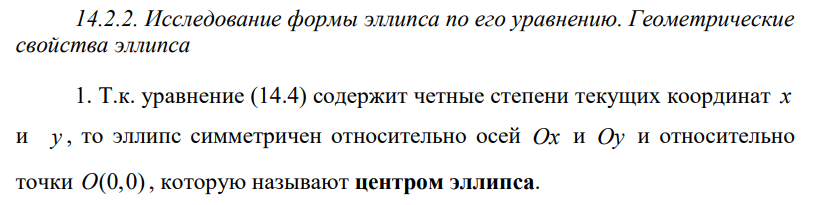 14.2.2. Исследование формы эллипса по его уравнению. Геометрические
свойства эллипса
1. Т.к. уравнение (14.4) содержит четные степени текущих координат x
и y, то эллипс симметричен относительно осей Ox и Oy и относительно
точки O(0,0), которую называют центром эллипса.